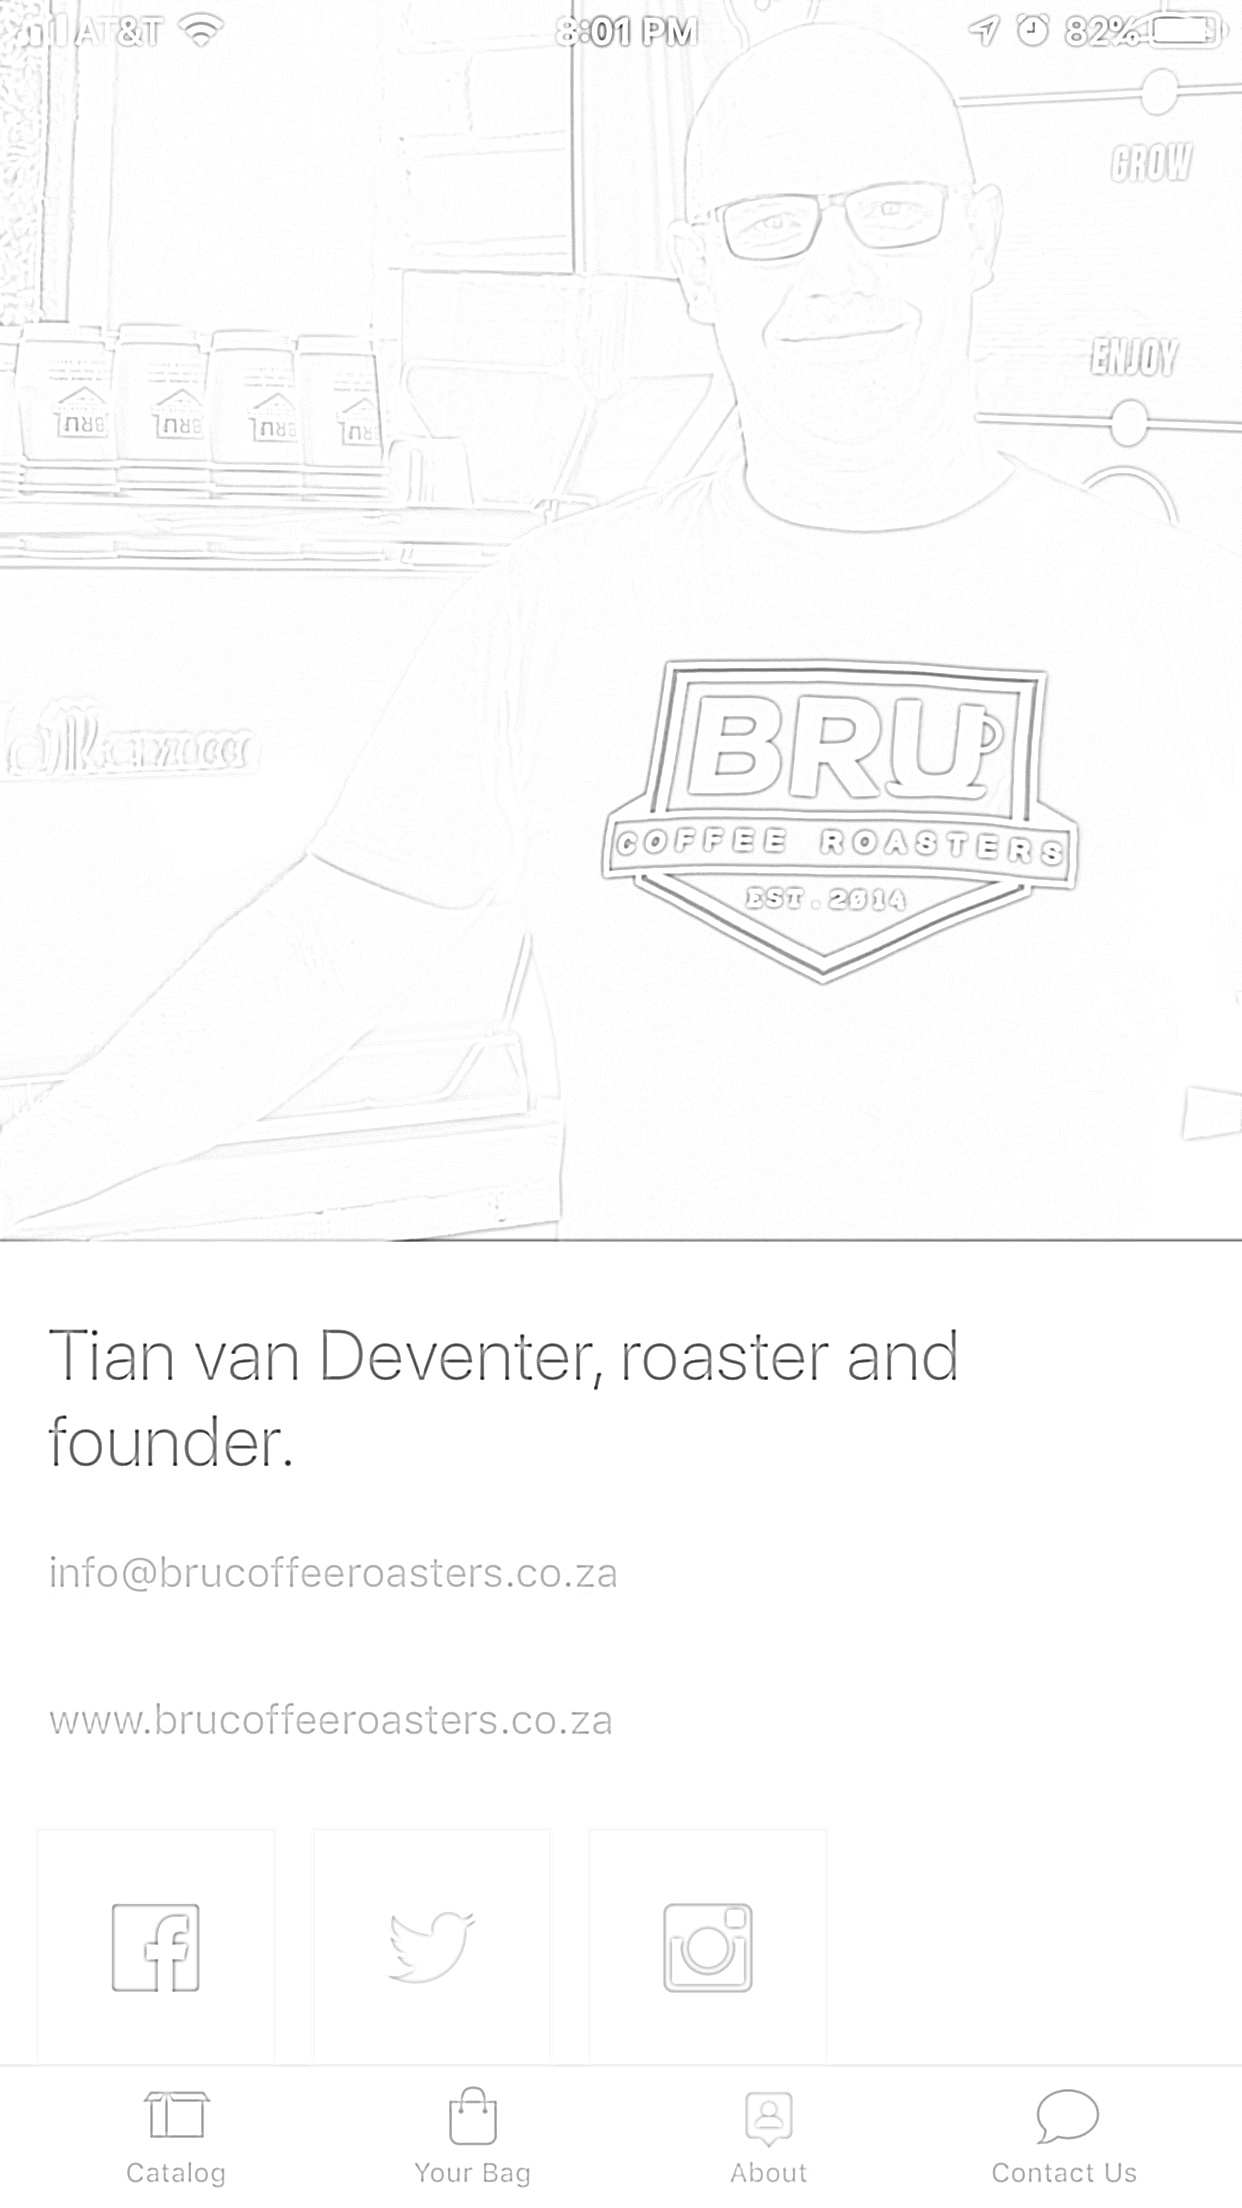 AT&T 8:01 PM 82%
GROW
ENJOY
BRU BRU BRU BRU
BRU
COFFEE ROASTERS
EST. 2014
Tian van Deventer, roaster and
founder.
info@brucoffeeroasters.co.za
www.brucoffeeroasters.co.za
Catalog Your Bag About Contact Us